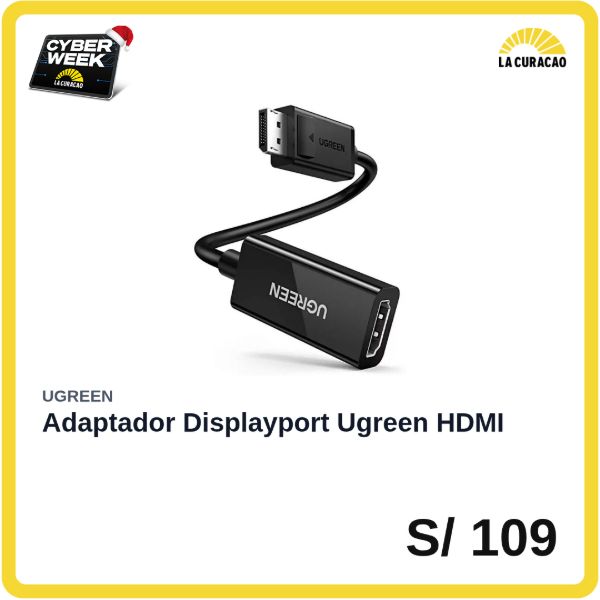 CYBER
WEEK
LA CURACAO
LA CURACAO
UGREEN
UGREEN
UGREEN
Adaptador Displayport Ugreen HDMI
S/ 109